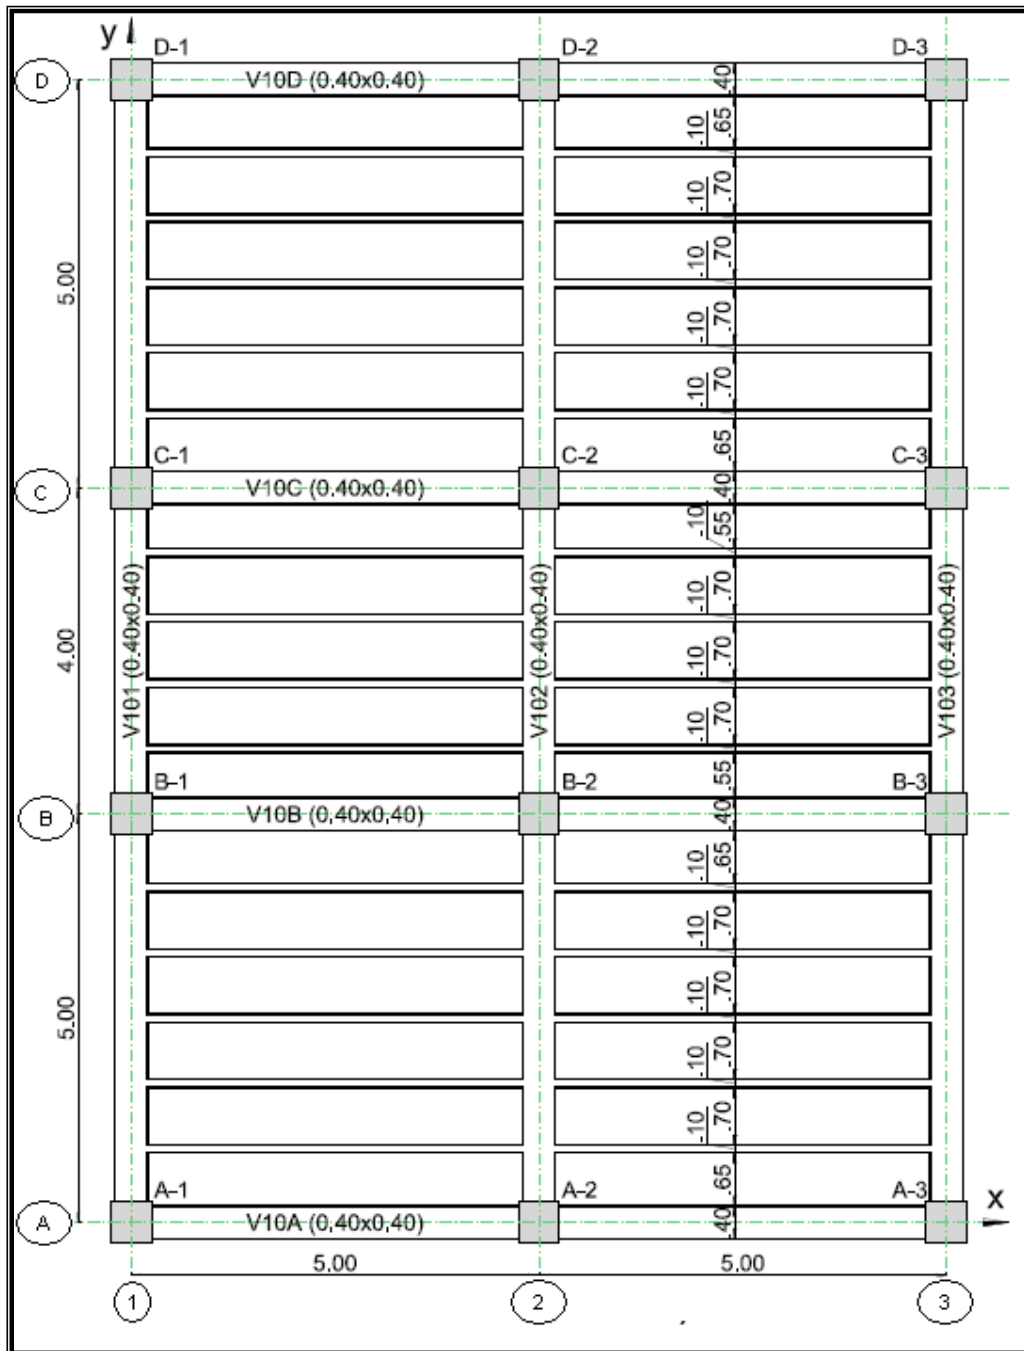 y
D-1 D-2 D-3
D
V10D (0.40x0.40)
.40
.10 .65
.10 .70
.10 .70
.10 .70
.10 .70
5.00
.65
C-1 C-2 C-3
C
V10C (0.40x0.40)
.40
.10 .55
.10 .70
.10 .70
.10 .70
4.00
V101 (0.40x0.40)
V102 (0.40x0.40)
V103 (0.40x0.40)
.55
B-1 B-2 B-3
B
V10B (0,40x0,40)
.40
.10 .65
.10 .70
.10 .70
.10 .70
.10 .70
5.00
.65
A-1 A-2 A-3
A
V10A (0,40x0,40)
.40
x
5.00 5.00
1 2 3